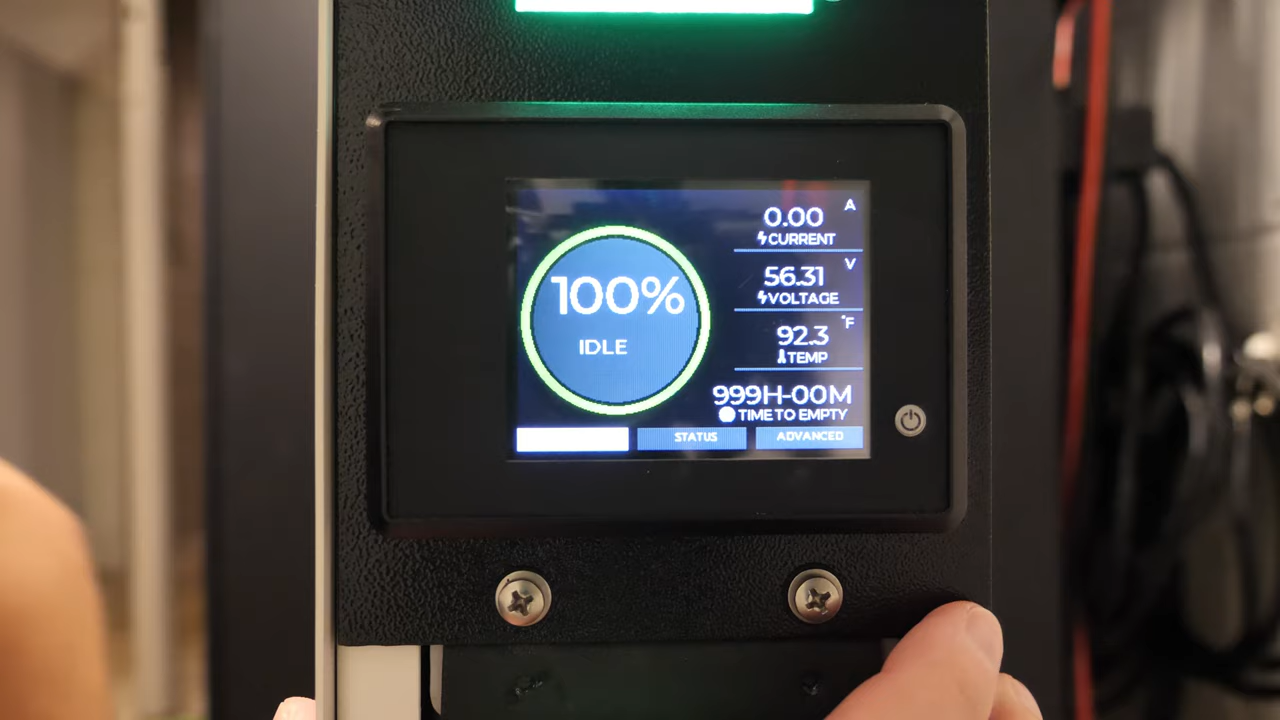 100%
IDLE
0.00 A
CURRENT
56.31 V
VOLTAGE
92.3 °F
TEMP
999H-00M
TIME TO EMPTY
STATUS
ADVANCED